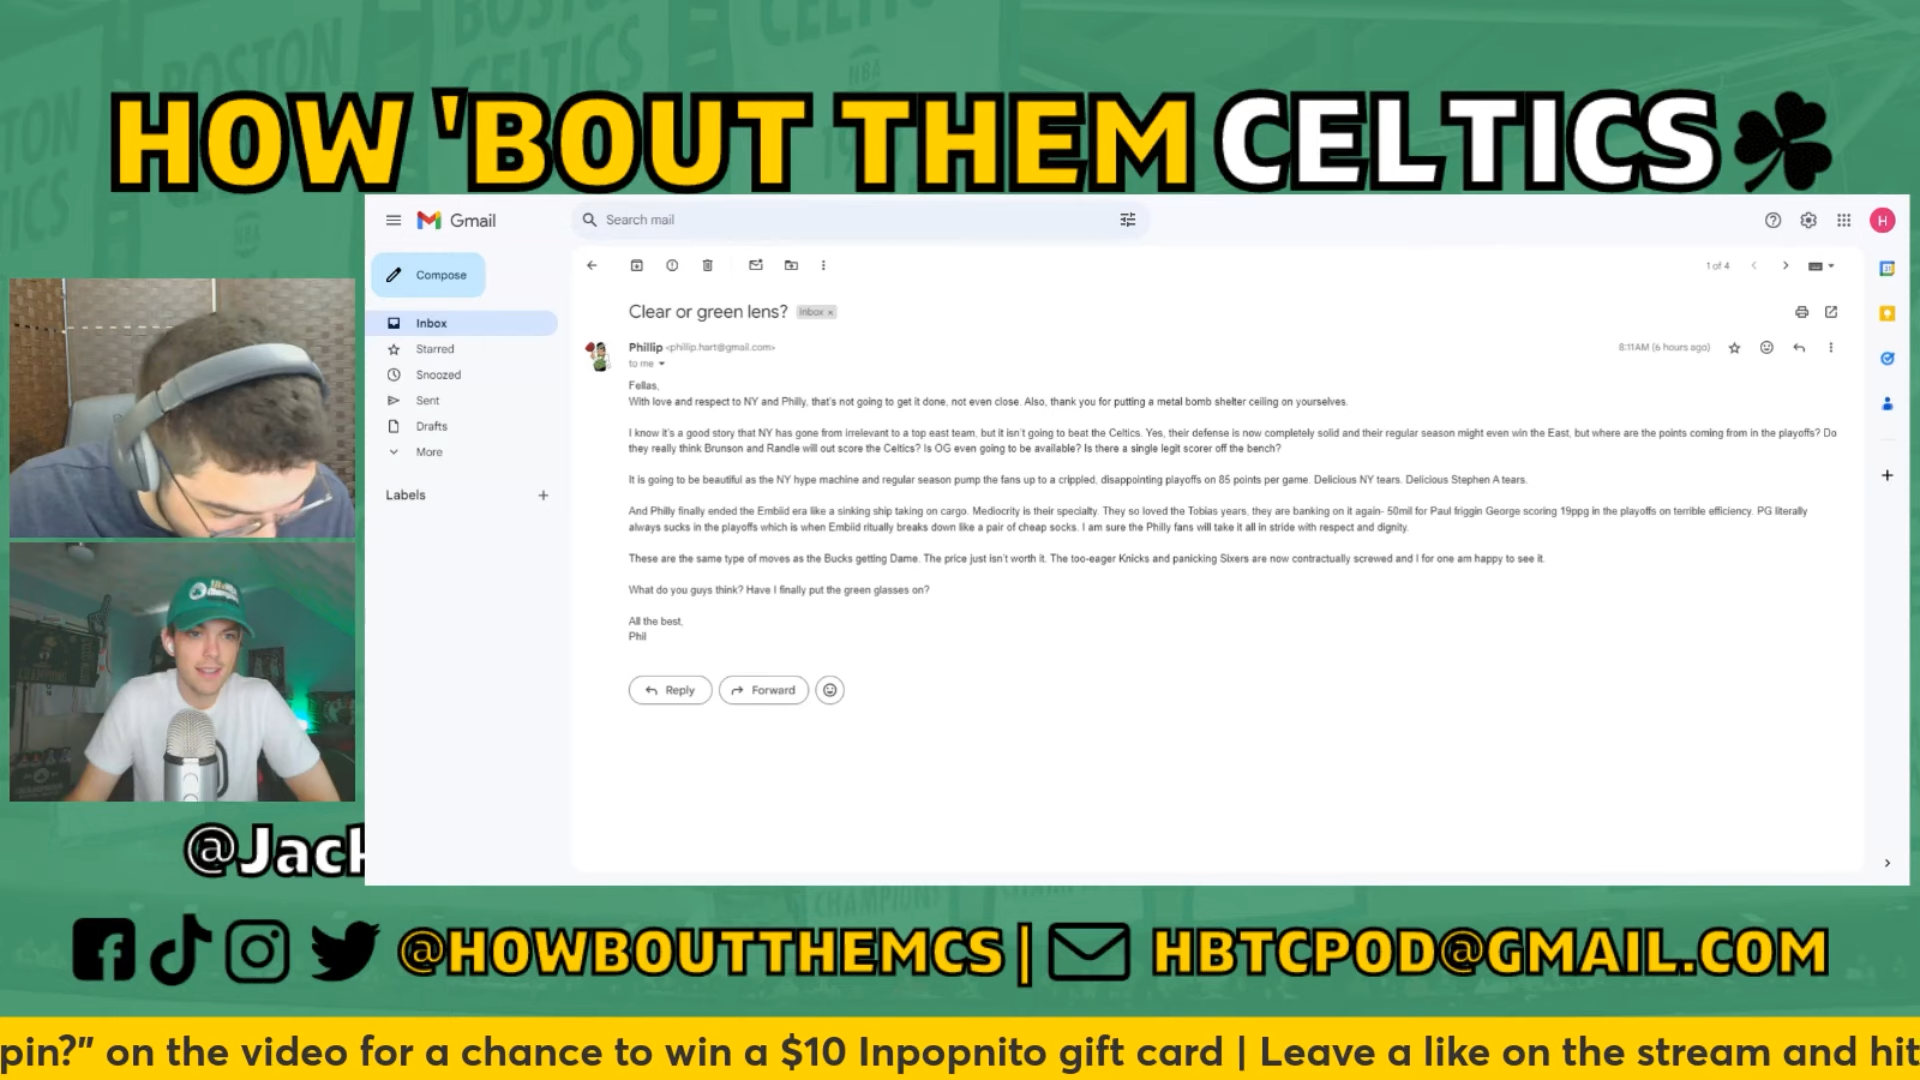 HOW 'BOUT THEM CELTICS
Gmail
Search mail
H
Compose
1 of 4
Inbox
Starred
Snoozed
Sent
Drafts
More
Labels
Clear or green lens?
Inbox x
Phillip <phillip.hart@gmail.com>
8:11AM (6 hours ago)
to me
Fellas,
With love and respect to NY and Philly, that's not going to get it done, not even close. Also, thank you for putting a metal bomb shelter ceiling on yourselves.
I know it's a good story that NY has gone from irrelevant to a top east team, but it isn't going to beat the Celtics. Yes, their defense is now completely solid and their regular season might even win the East, but where are the points coming from in the playoffs? Do
they really think Brunson and Randle will out score the Celtics? Is OG even going to be available? Is there a single legit scorer off the bench?
It is going to be beautiful as the NY hype machine and regular season pump the fans up to a crippled, disappointing playoffs on 85 points per game. Delicious NY tears. Delicious Stephen A tears.
And Philly finally ended the Embiid era like a sinking ship taking on cargo. Mediocrity is their specialty. They so loved the Tobias years, they are banking on it again- 50mil for Paul friggin George scoring 19ppg in the playoffs on terrible efficiency. PG literally
always sucks in the playoffs which is when Embiid ritually breaks down like a pair of cheap socks. I am sure the Philly fans will take it all in stride with respect and dignity.
These are the same type of moves as the Bucks getting Dame. The price just isn't worth it. The too-eager Knicks and panicking Sixers are now contractually screwed and I for one am happy to see it.
What do you guys think? Have I finally put the green glasses on?
All the best,
Phil
Reply
Forward
@Jack
@HOWBOUTTHEMCS | HBTCPOD@GMAIL.COM
pin?" on the video for a chance to win a $10 Inpopnito gift card | Leave a like on the stream and hit